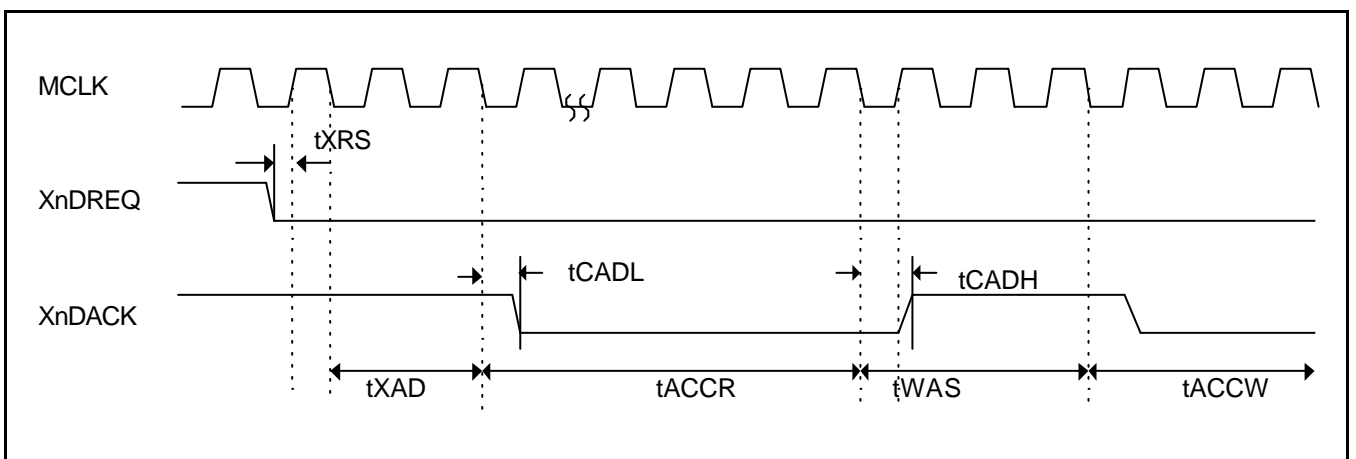 MCLK
tXRS
XnDREQ
tCADL
tCADH
XnDACK
tXAD
tACCR
tWAS
tACCW